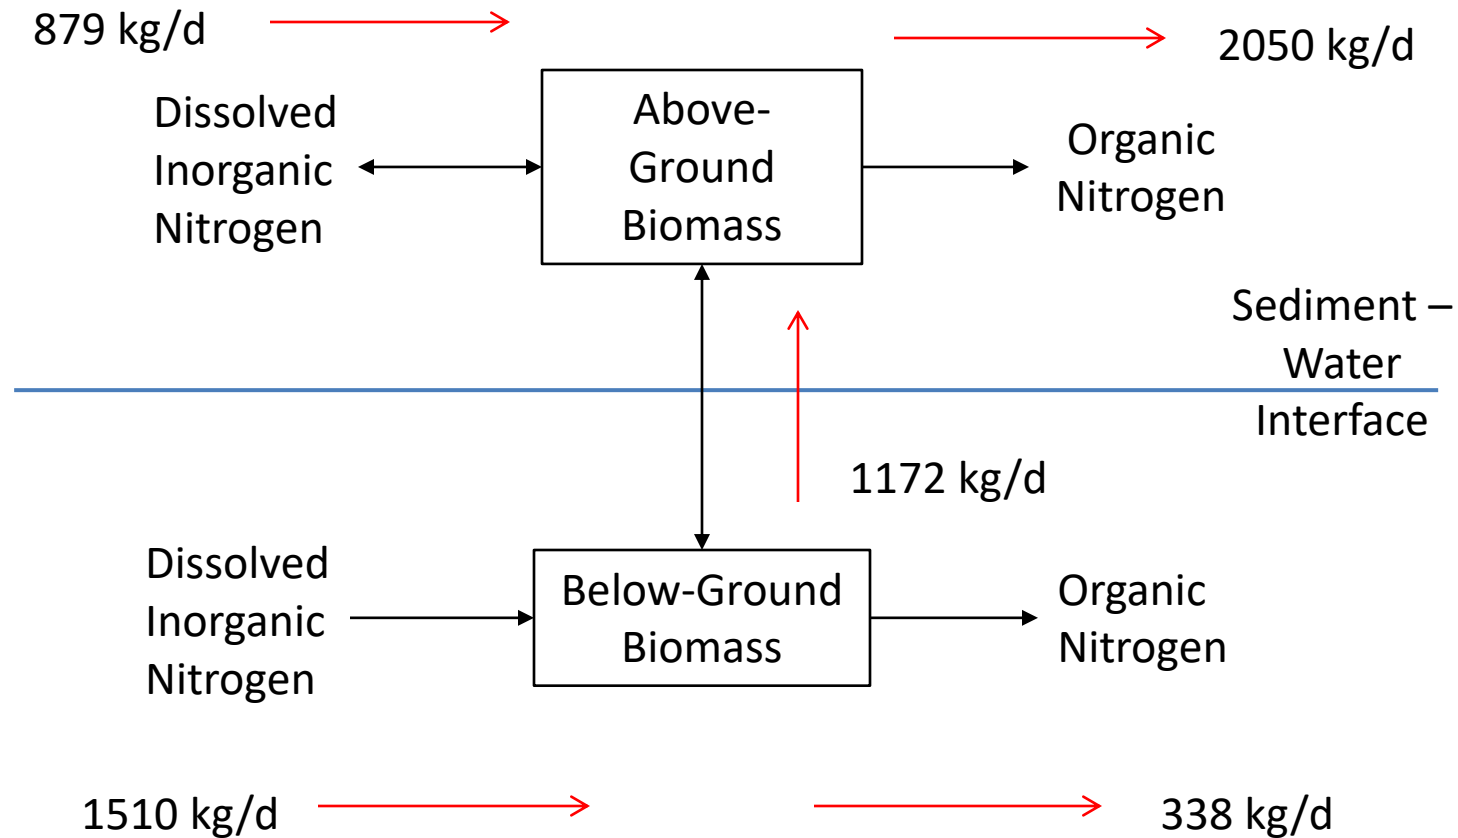 879 kg/d
2050 kg/d
Dissolved
Inorganic
Nitrogen
Above-
Ground
Biomass
Organic
Nitrogen
Sediment –
Water
Interface
1172 kg/d
Dissolved
Inorganic
Nitrogen
Below-Ground
Biomass
Organic
Nitrogen
1510 kg/d
338 kg/d